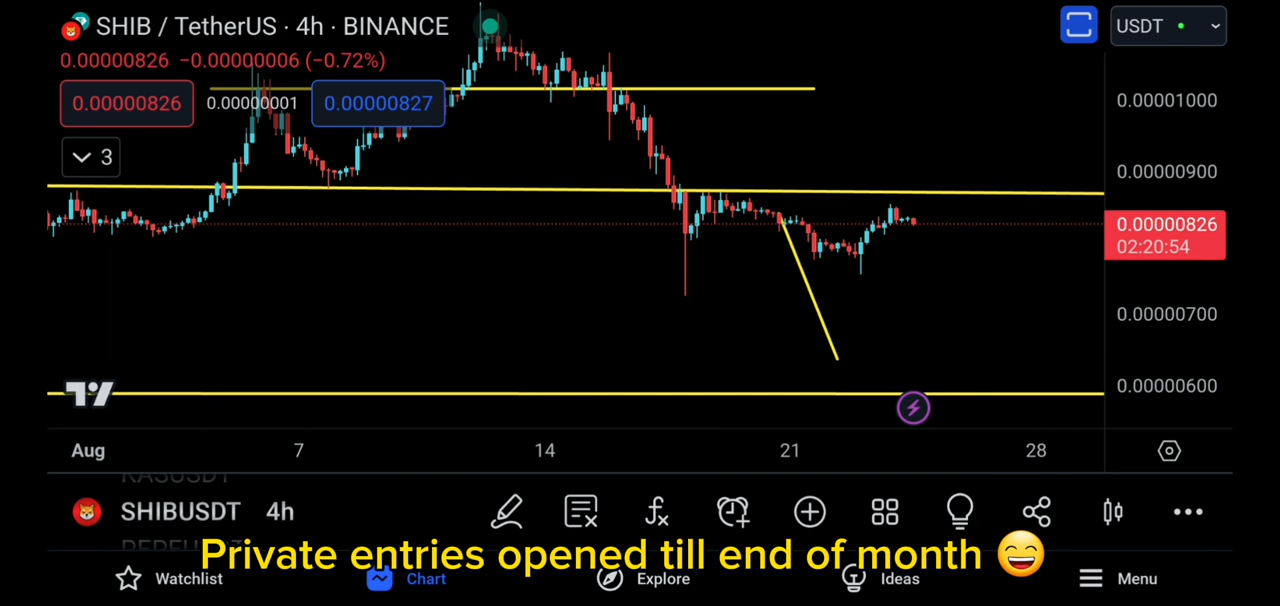 SHIB / TetherUS · 4h · BINANCE
USDT
0.00000826 −0.00000006 (−0.72%)
0.00000826 0.00000001 0.00000827
3
0.00001000
0.00000900
0.00000826
02:20:54
0.00000700
0.00000600
Aug 7 14 21 28
KASUSDT
SHIBUSDT 4h
Private entries opened till end of month 😄
Watchlist Chart Explore Ideas Menu